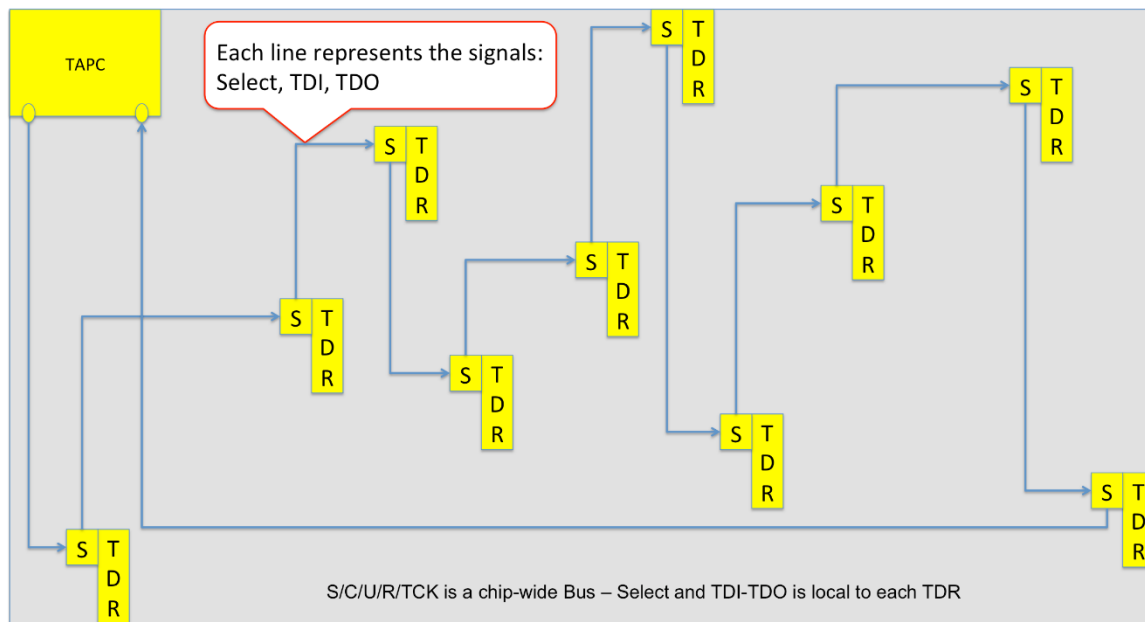 TAPC
Each line represents the signals:
Select, TDI, TDO
S T
D
R
S T
D
R
S T
D
R
S T
D
R
S T
D
R
S T
D
R
S T
D
R
S T
D
R
S T
D
R
S T
D
R
S/C/U/R/TCK is a chip-wide Bus – Select and TDI-TDO is local to each TDR